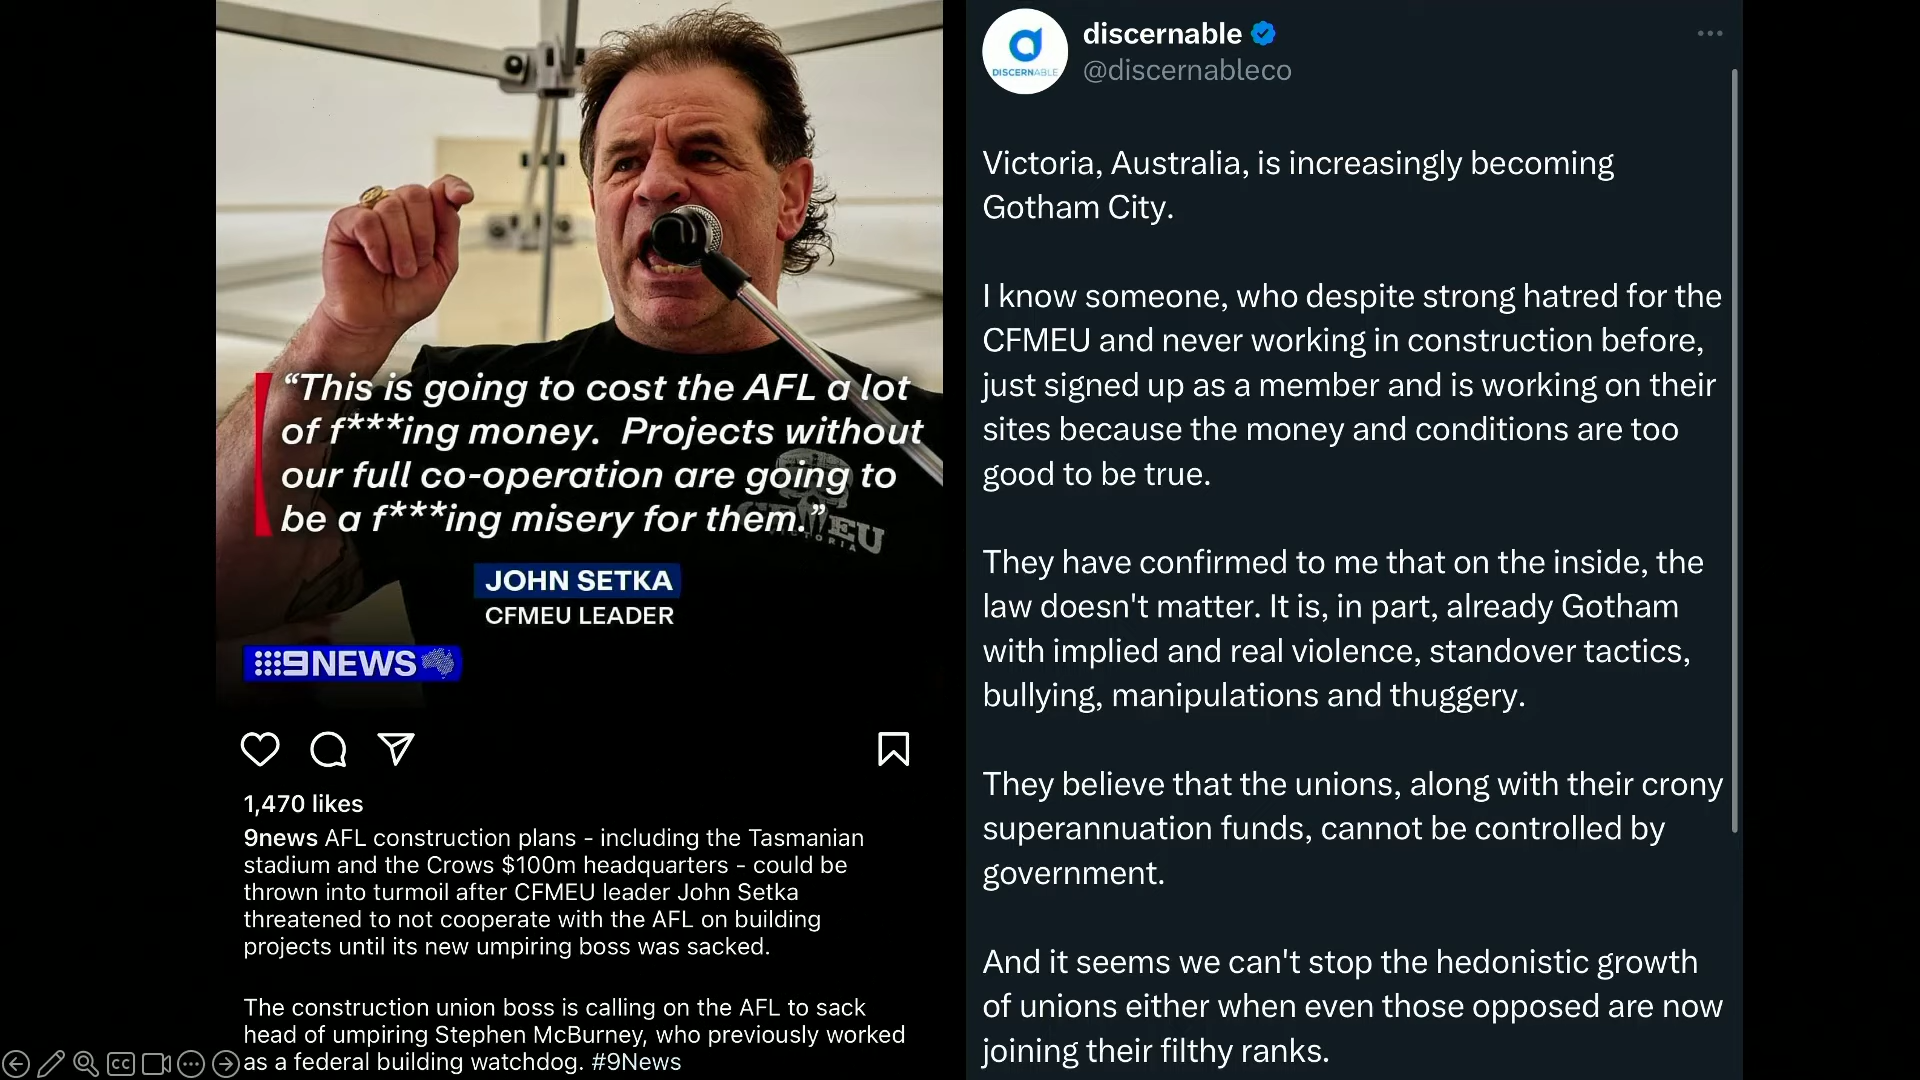 "This is going to cost the AFL a lot
of f***ing money.  Projects without
our full co-operation are going to
be a f***ing misery for them."
CFMEU
VICTORIA
JOHN SETKA
CFMEU LEADER
9NEWS
1,470 likes
9news AFL construction plans - including the Tasmanian
stadium and the Crows $100m headquarters - could be
thrown into turmoil after CFMEU leader John Setka
threatened to not cooperate with the AFL on building
projects until its new umpiring boss was sacked.
The construction union boss is calling on the AFL to sack
head of umpiring Stephen McBurney, who previously worked
as a federal building watchdog. #9News
CC
DISCERNABLE
discernable
@discernableco
Victoria, Australia, is increasingly becoming
Gotham City.
I know someone, who despite strong hatred for the
CFMEU and never working in construction before,
just signed up as a member and is working on their
sites because the money and conditions are too
good to be true.
They have confirmed to me that on the inside, the
law doesn't matter. It is, in part, already Gotham
with implied and real violence, standover tactics,
bullying, manipulations and thuggery.
They believe that the unions, along with their crony
superannuation funds, cannot be controlled by
government.
And it seems we can't stop the hedonistic growth
of unions either when even those opposed are now
joining their filthy ranks.